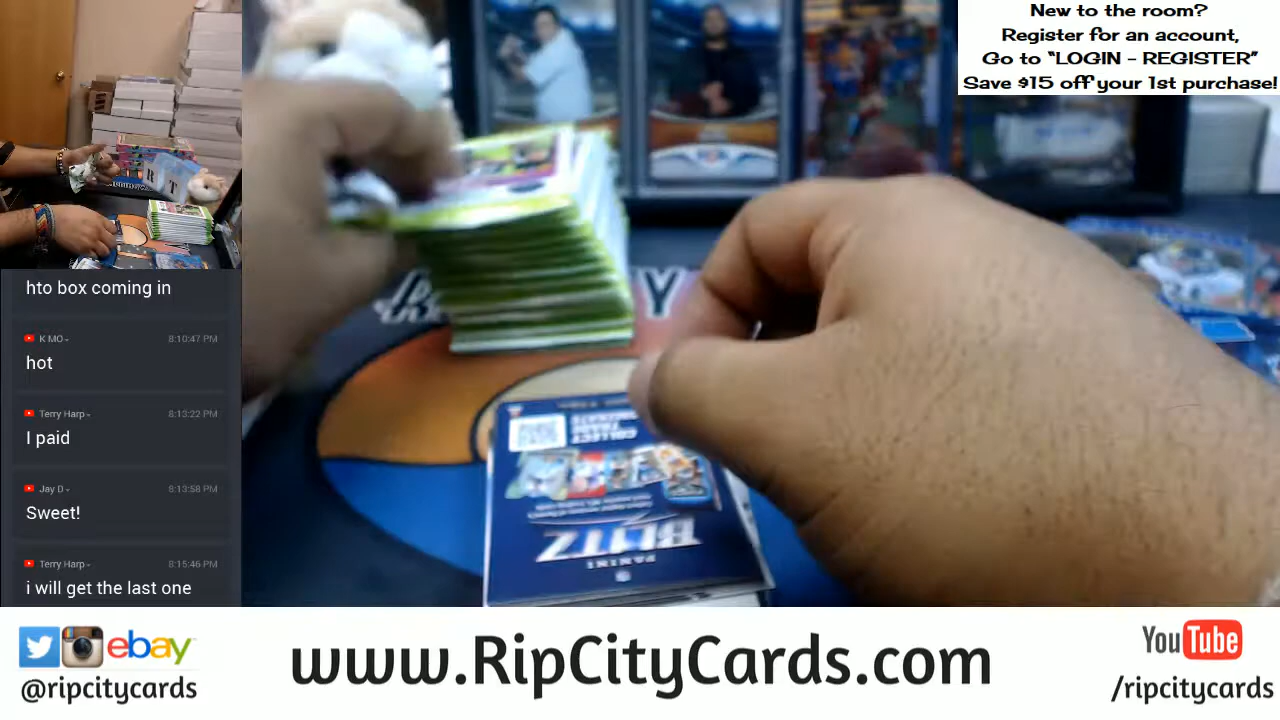 New to the room?
Register for an account,
Go to “LOGIN - REGISTER”
Save $15 off your 1st purchase!
hto box coming in
K MO
8:10:47 PM
hot
Terry Harp
8:13:22 PM
I paid
Jay D
8:13:58 PM
Sweet!
Terry Harp
8:15:46 PM
i will get the last one
Y
COLLECT
TRADE
BLITZ
PANINI
ebay
@ripcitycards
www.RipCityCards.com
YouTube
/ripcitycards